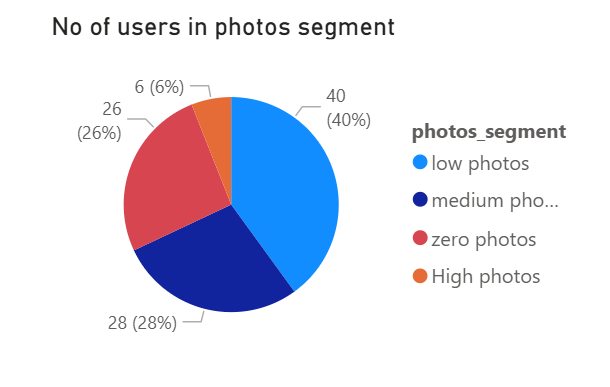 No of users in photos segment
6 (6%)
40
(40%)
26
(26%)
28 (28%)
photos_segment
low photos
medium pho...
zero photos
High photos